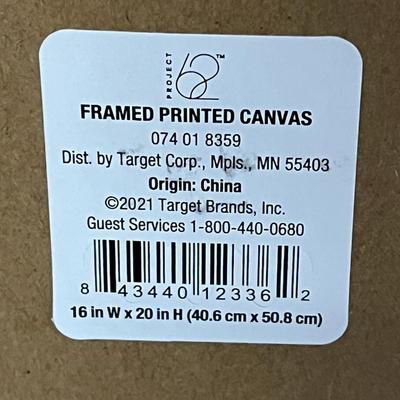 PROJECT 62™
FRAMED PRINTED CANVAS
074 01 8359
Dist. by Target Corp., Mpls., MN 55403
Origin: China
©2021 Target Brands, Inc.
Guest Services 1-800-440-0680
8 43440 12336 2
16 in W x 20 in H (40.6 cm x 50.8 cm)